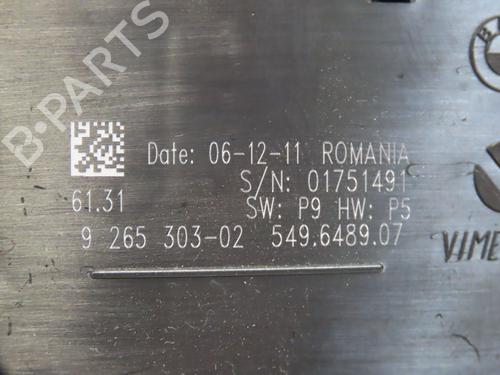 B-PARTS
Date: 06-12-11 ROMANIA
S/N: 01751491
61.31
SW: P9 HW: P5
9 265 303-02 549.6489.07